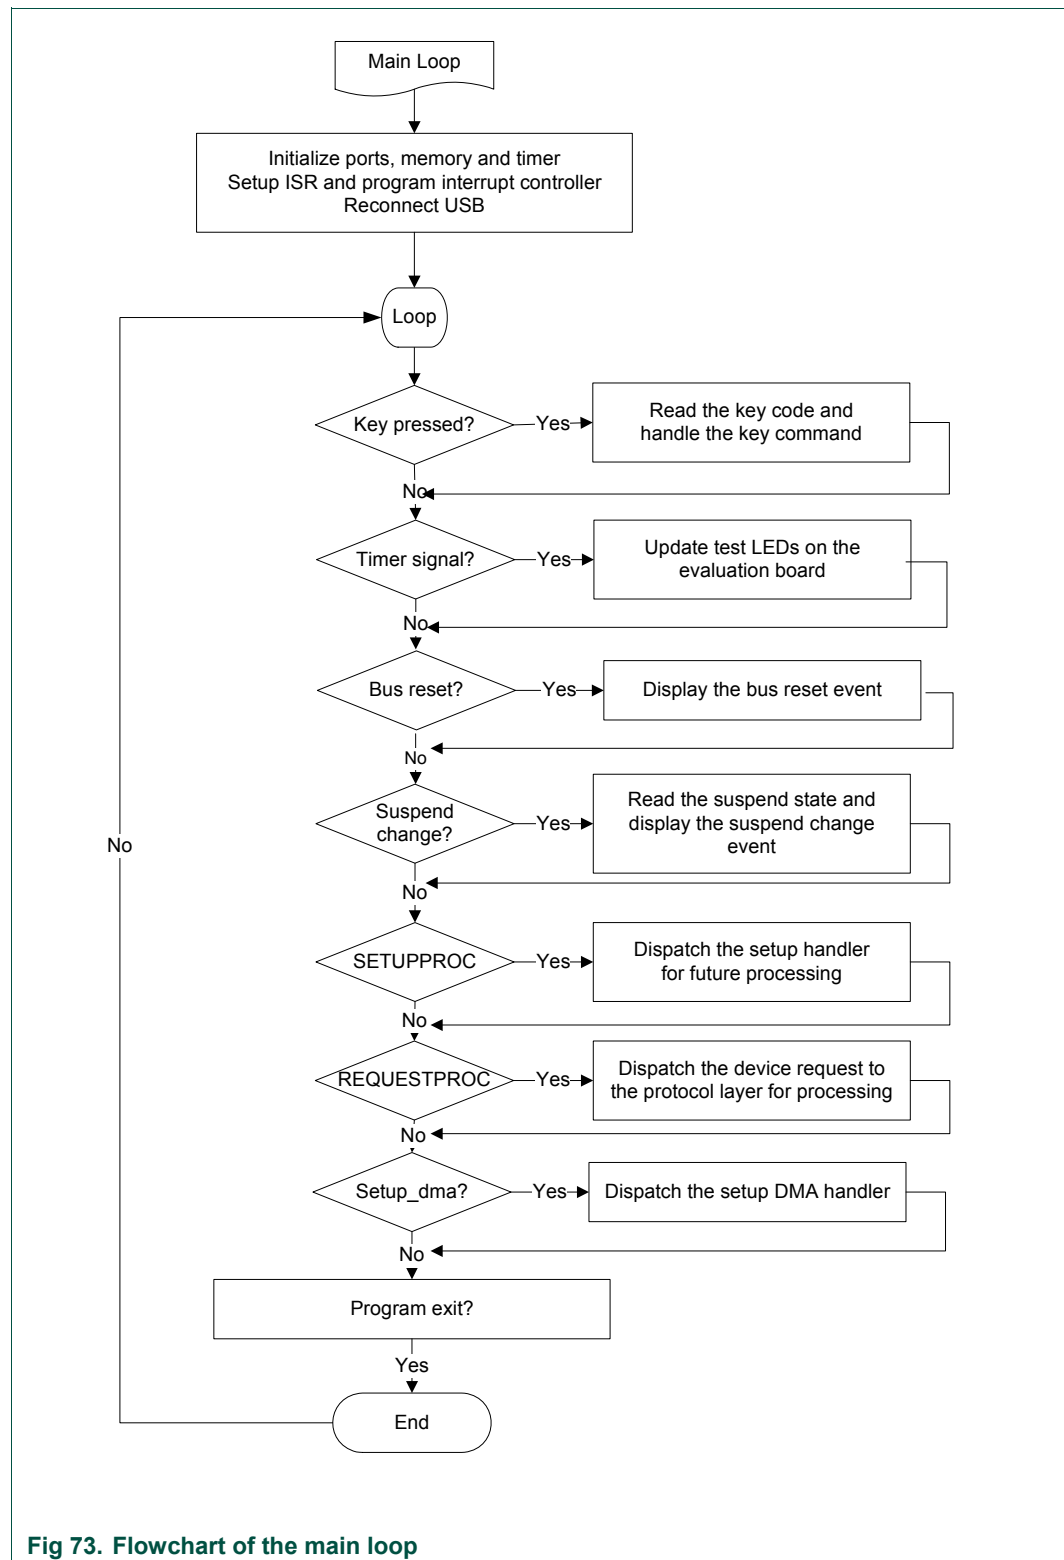 Main Loop
Initialize ports, memory and timer
Setup ISR and program interrupt controller
Reconnect USB
Loop
Key pressed?
Yes
Read the key code and
handle the key command
No
Timer signal?
Yes
Update test LEDs on the
evaluation board
No
Bus reset?
Yes
Display the bus reset event
No
Suspend
change?
Yes
Read the suspend state and
display the suspend change
event
No
No
SETUPPROC
Yes
Dispatch the setup handler
for future processing
No
REQUESTPROC
Yes
Dispatch the device request to
the protocol layer for processing
No
Setup_dma?
Yes
Dispatch the setup DMA handler
No
Program exit?
Yes
End
Fig 73. Flowchart of the main loop